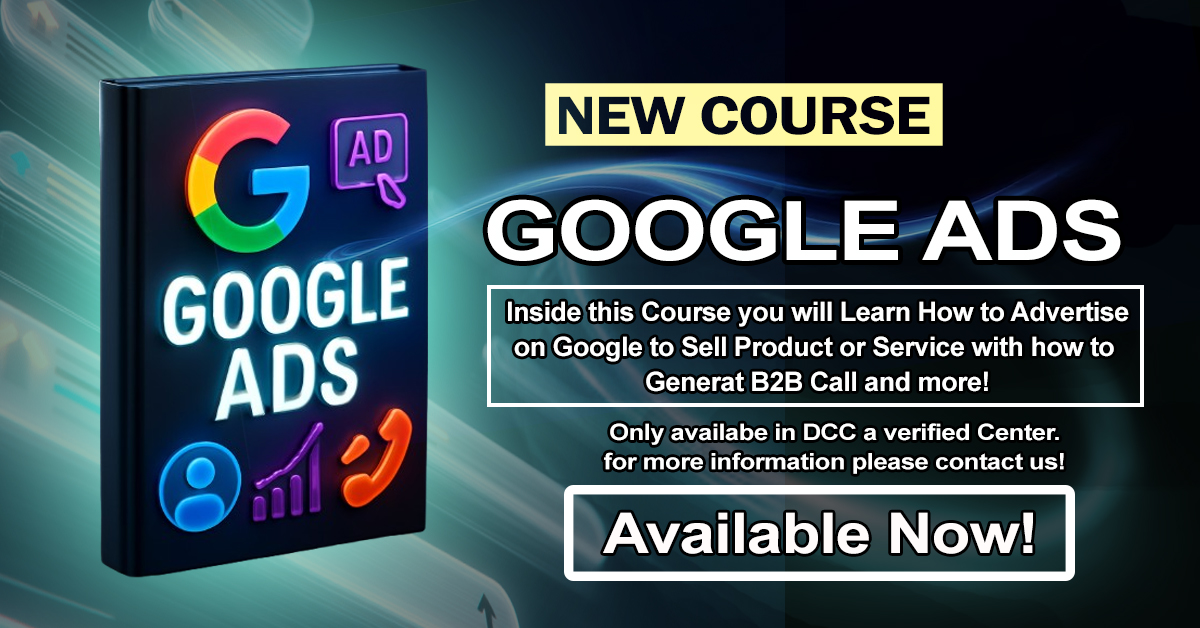 AD
GOOGLE
ADS
NEW COURSE
GOOGLE ADS
Inside this Course you will Learn How to Advertise
on Google to Sell Product or Service with how to
Generat B2B Call and more!
Only availabe in DCC a verified Center.
for more information please contact us!
Available Now!